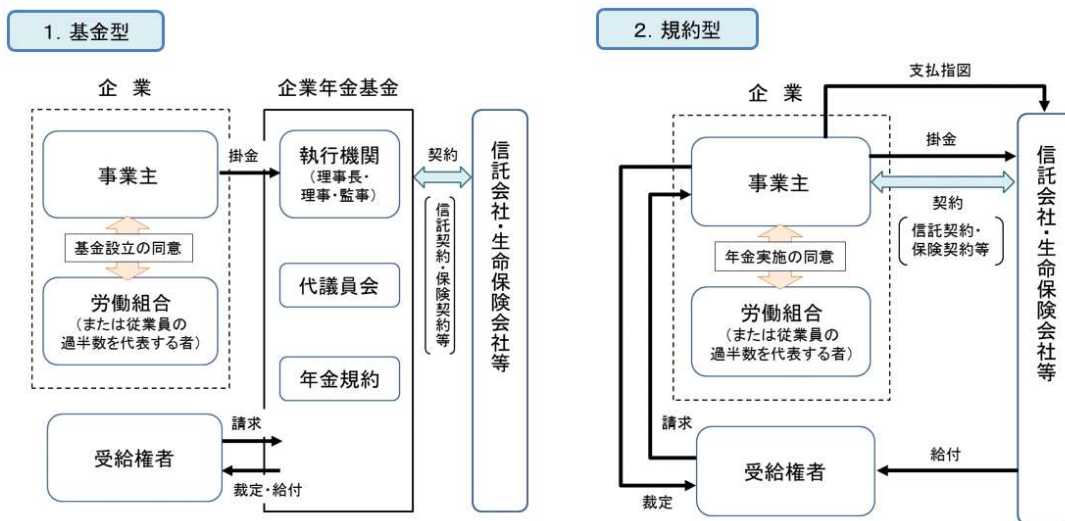 1. 基金型
企 業
企業年金基金
事業主
掛金
執行機関
（理事長・
理事・監事）
契約
信託契約・保険契約等
信託会社・生命保険会社等
基金設立の同意
代議員会
労働組合
（または従業員の
過半数を代表する者）
年金規約
請求
受給権者
裁定・給付
2. 規約型
支払指図
企 業
掛金
事業主
契約
信託契約・
保険契約等
信託会社・生命保険会社等
年金実施の同意
労働組合
（または従業員の
過半数を代表する者）
請求
受給権者
給付
裁定